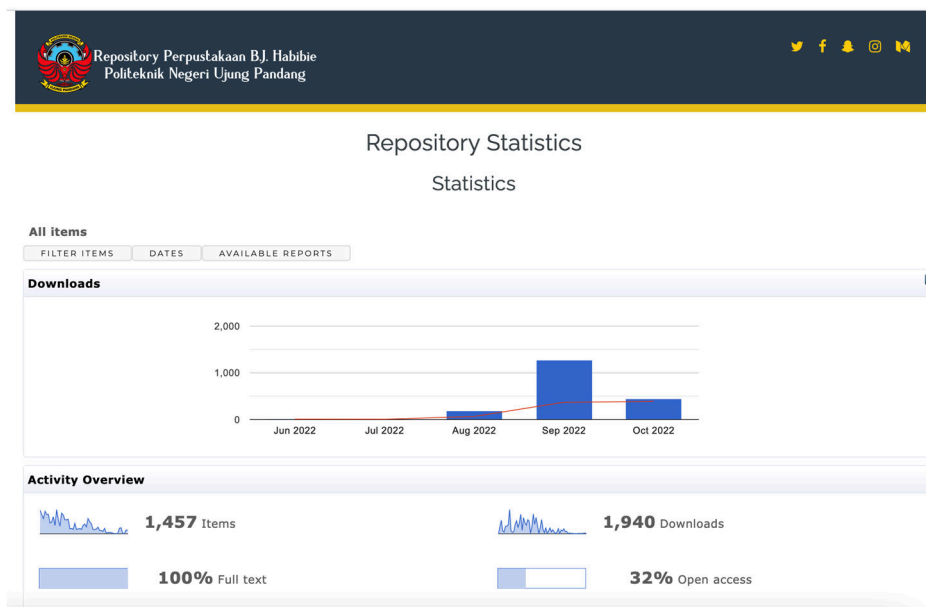 Repository Perpustakaan B.J. Habibie
Politeknik Negeri Ujung Pandang
Repository Statistics
Statistics
All items
FILTER ITEMS DATES AVAILABLE REPORTS
Downloads
2,000
1,000
0
Jun 2022 Jul 2022 Aug 2022 Sep 2022 Oct 2022
Activity Overview
1,457 Items 1,940 Downloads
100% Full text 32% Open access